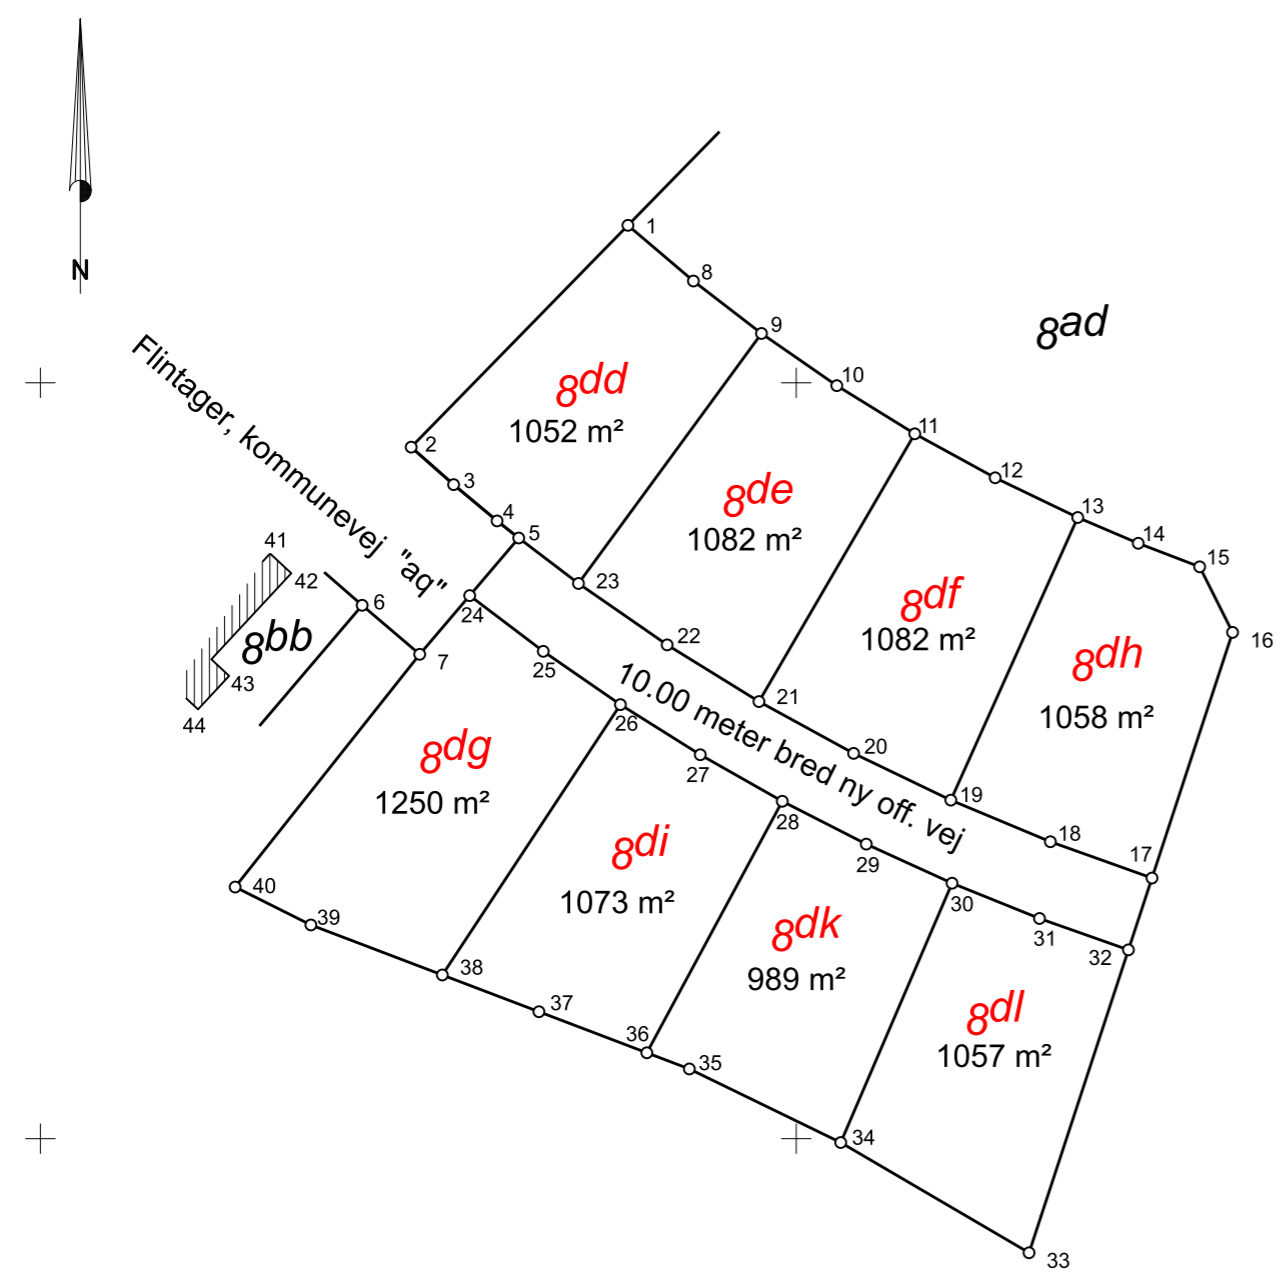 N
1
8
9
8ad
10
8dd
1052 m²
Flintager, kommunevej "aq"
11
2
12
3
8de
1082 m²
13
4
5
14
15
41
42
23
6
24
8df
1082 m²
8bb
22
16
7
25
8dh
1058 m²
43
44
21
26
10.00 meter bred ny off. vej
8dg
1250 m²
20
27
19
28
18
8di
1073 m²
29
17
40
30
39
31
8dk
989 m²
32
38
37
8dl
1057 m²
36
35
34
33